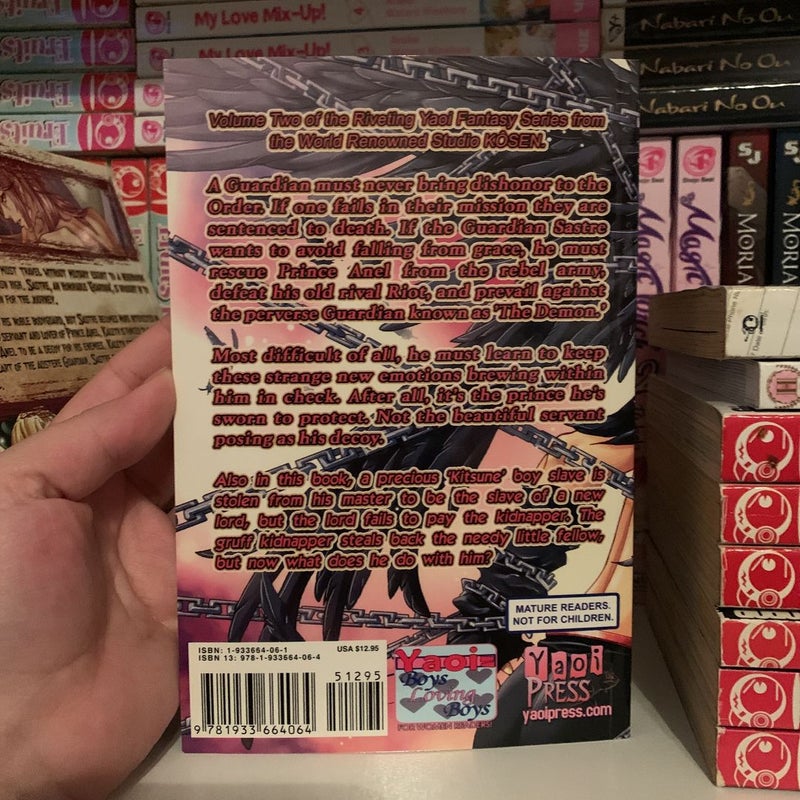 My Love Mix-Up!
My Love Mix-Up!
Fruits
Fruits
Fruits
Nabari No Ou
Nabari No Ou
Nabari No Ou
Volume Two of the Riveting Yaoi Fantasy Series from
the World Renowned Studio KÔSEN.
A Guardian must never bring dishonor to the
Order. If one fails in their mission they are
sentenced to death. If the Guardian Sastre
wants to avoid falling from grace, he must
rescue Prince Anel from the rebel army,
defeat his old rival Riot, and prevail against
the perverse Guardian known as 'The Demon.'
Most difficult of all, he must learn to keep
these strange new emotions brewing within
him in check. After all, it's the prince he's
sworn to protect. Not the beautiful servant
posing as his decoy.
Also in this book, a precious 'Kitsune' boy slave is
stolen from his master to be the slave of a new
lord, but the lord fails to pay the kidnapper. The
gruff kidnapper steals back the needy little fellow,
but now what does he do with him?
MATURE READERS.
NOT FOR CHILDREN.
ISBN: 1-933664-06-1
ISBN 13: 978-1-933664-06-4
USA $12.95
51295
9 781933 664064
Yaoi=
Boys
Loving
Boys
FOR WOMEN READERS
Yaoi
PRESS
yaoipress.com
SJ
SJ
MORIA
MORIA
Magic
Magic
H